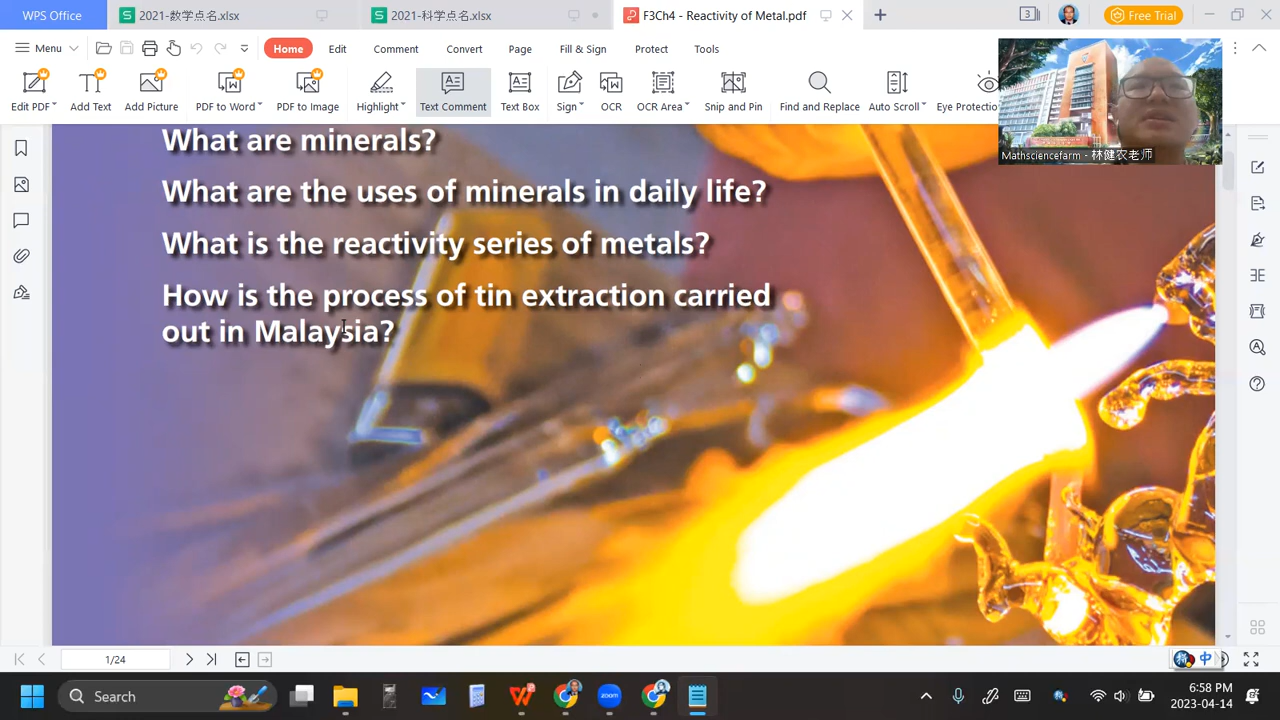 WPS Office
2021-数学点名.xlsx
2021-科学点名.xlsx
F3Ch4 - Reactivity of Metal.pdf
3
Free Trial
Menu
Home
Edit
Comment
Convert
Page
Fill & Sign
Protect
Tools
Edit PDF
Add Text
Add Picture
PDF to Word
PDF to Image
Highlight
Text Comment
Text Box
Sign
OCR
OCR Area
Snip and Pin
Find and Replace
Auto Scroll
Eye Protectio
Mathsciencefarm - 林健农老师
What are minerals?
What are the uses of minerals in daily life?
What is the reactivity series of metals?
How is the process of tin extraction carried
out in Malaysia?
1/24
中
Search
6:58 PM
2023-04-14